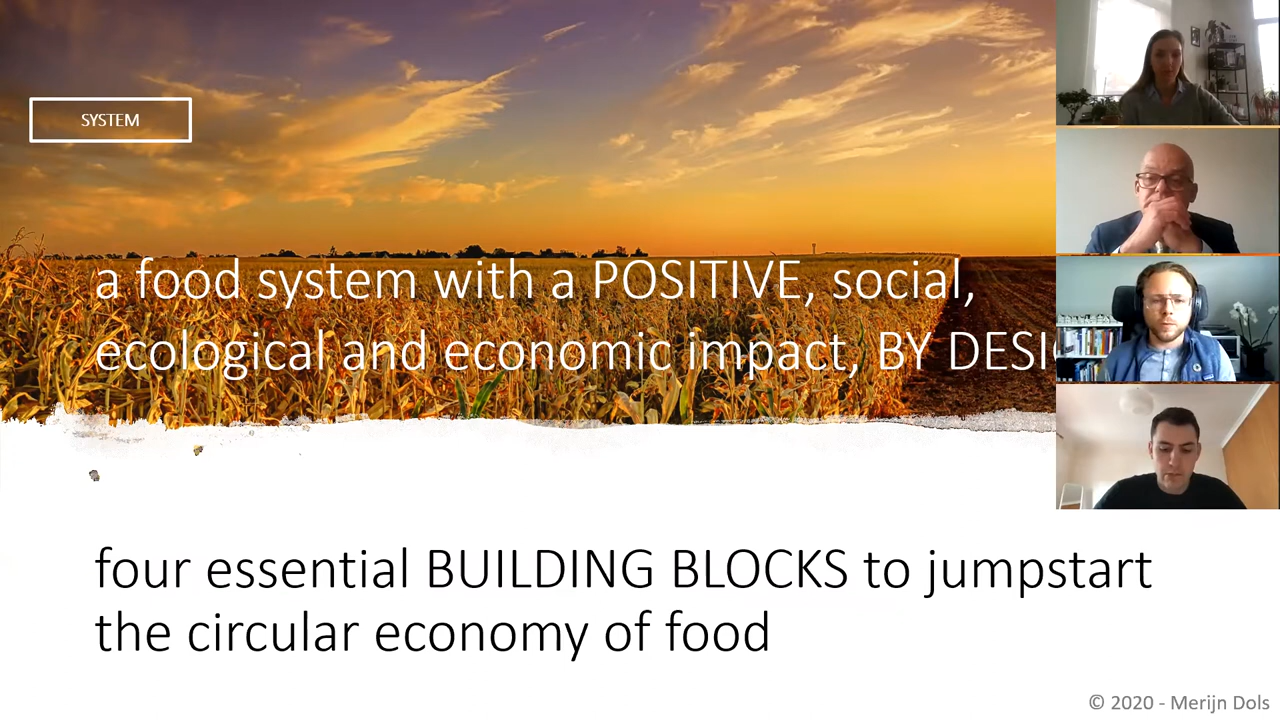 SYSTEM
a food system with a POSITIVE, social,
ecological and economic impact, BY DESIG
four essential BUILDING BLOCKS to jumpstart
the circular economy of food
© 2020 - Merijn Dols